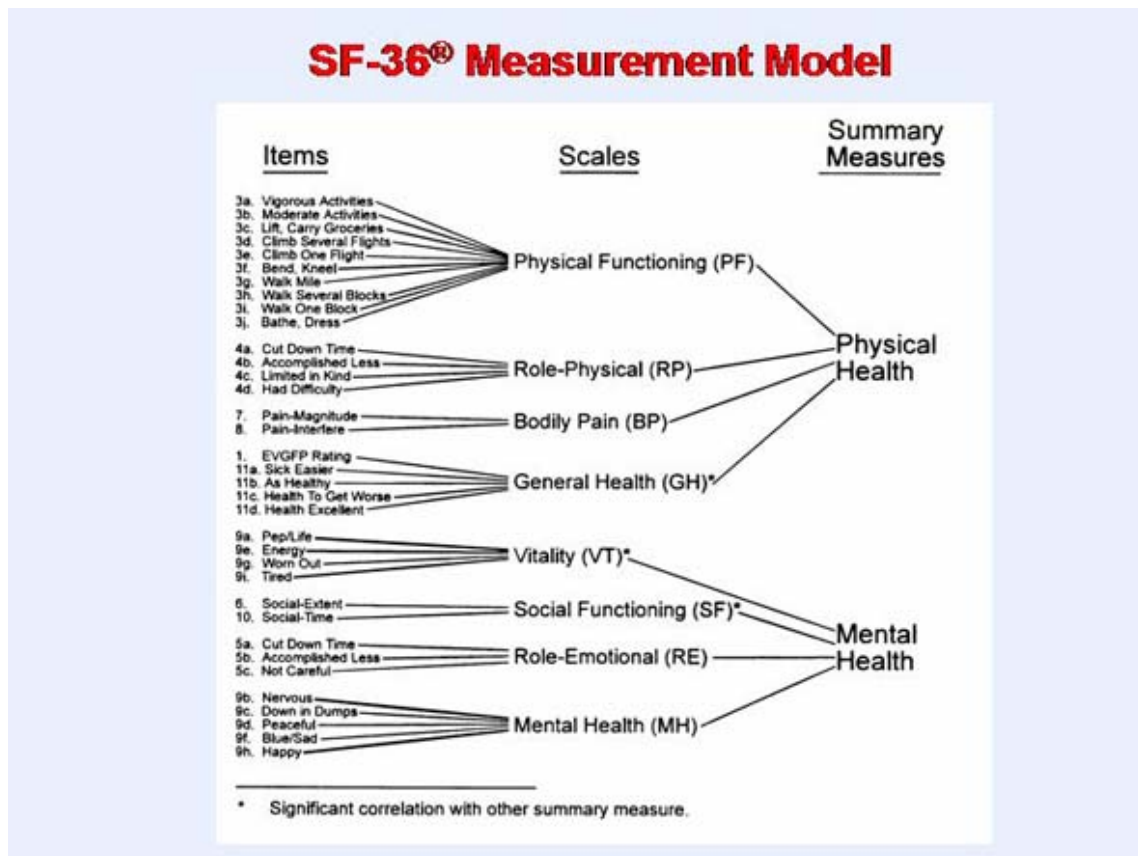 SF-36® Measurement Model
Items
Scales
Summary
Measures
3a. Vigorous Activities
3b. Moderate Activities
3c. Lift, Carry Groceries
3d. Climb Several Flights
3e. Climb One Flight
3f. Bend, Kneel
3g. Walk Mile
3h. Walk Several Blocks
3i. Walk One Block
3j. Bathe, Dress
Physical Functioning (PF)
4a. Cut Down Time
4b. Accomplished Less
4c. Limited in Kind
4d. Had Difficulty
Role-Physical (RP)
7. Pain-Magnitude
8. Pain-Interfere
Bodily Pain (BP)
1. EVGFP Rating
11a. Sick Easier
11b. As Healthy
11c. Health To Get Worse
11d. Health Excellent
General Health (GH)*
Physical
Health
9a. Pep/Life
9e. Energy
9g. Worn Out
9i. Tired
Vitality (VT)*
6. Social-Extent
10. Social-Time
Social Functioning (SF)*
5a. Cut Down Time
5b. Accomplished Less
5c. Not Careful
Role-Emotional (RE)
9b. Nervous
9c. Down in Dumps
9d. Peaceful
9f. Blue/Sad
9h. Happy
Mental Health (MH)
Mental
Health
* Significant correlation with other summary measure.